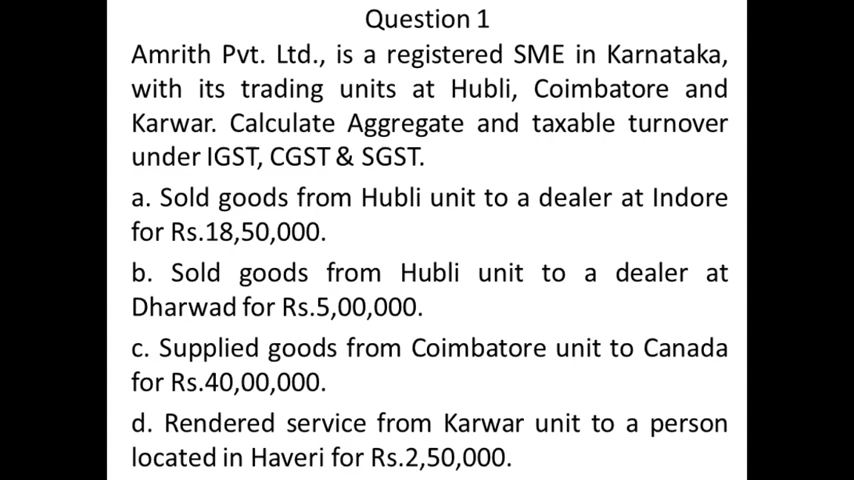 Question 1
Amrith Pvt. Ltd., is a registered SME in Karnataka,
with its trading units at Hubli, Coimbatore and
Karwar. Calculate Aggregate and taxable turnover
under IGST, CGST & SGST.
a. Sold goods from Hubli unit to a dealer at Indore
for Rs.18,50,000.
b. Sold goods from Hubli unit to a dealer at
Dharwad for Rs.5,00,000.
c. Supplied goods from Coimbatore unit to Canada
for Rs.40,00,000.
d. Rendered service from Karwar unit to a person
located in Haveri for Rs.2,50,000.